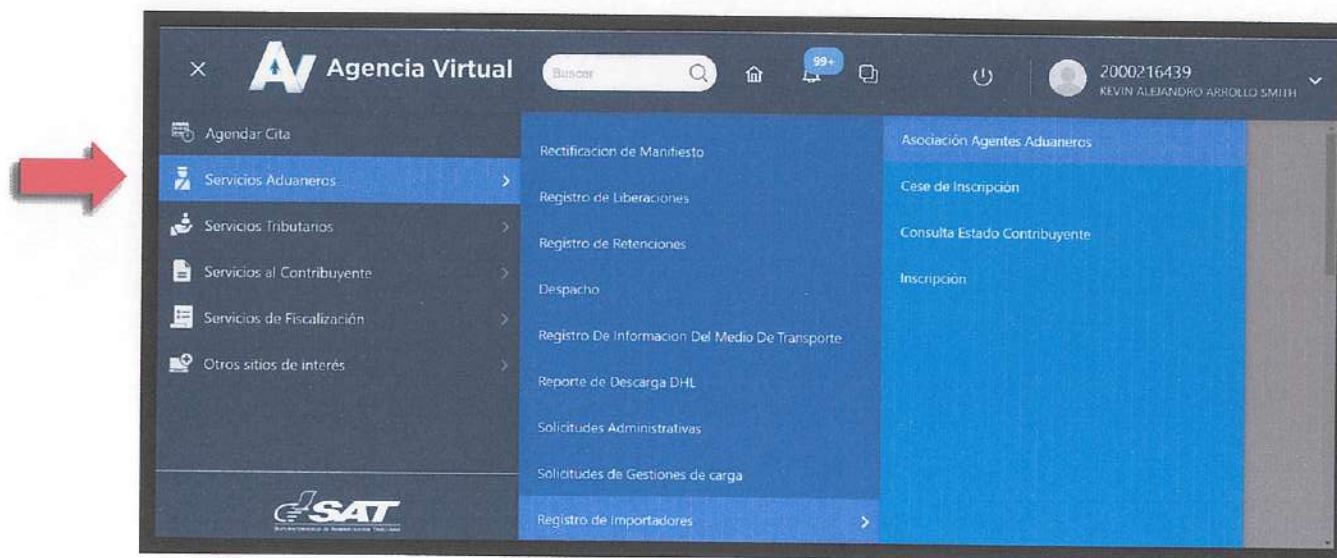 Agencia Virtual
Buscar
99+
2000216439
KEVIN ALEJANDRO ARROLLO SMITH
Agendar Cita
Servicios Aduaneros
Servicios Tributarios
Servicios al Contribuyente
Servicios de Fiscalización
Otros sitios de interés
SAT
Rectificacion de Manifiesto
Registro de Liberaciones
Registro de Retenciones
Despacho
Registro De Informacion Del Medio De Transporte
Reporte de Descarga DHL
Solicitudes Administrativas
Solicitudes de Gestiones de carga
Registro de Importadores
Asociación Agentes Aduaneros
Cese de Inscripción
Consulta Estado Contribuyente
Inscripción